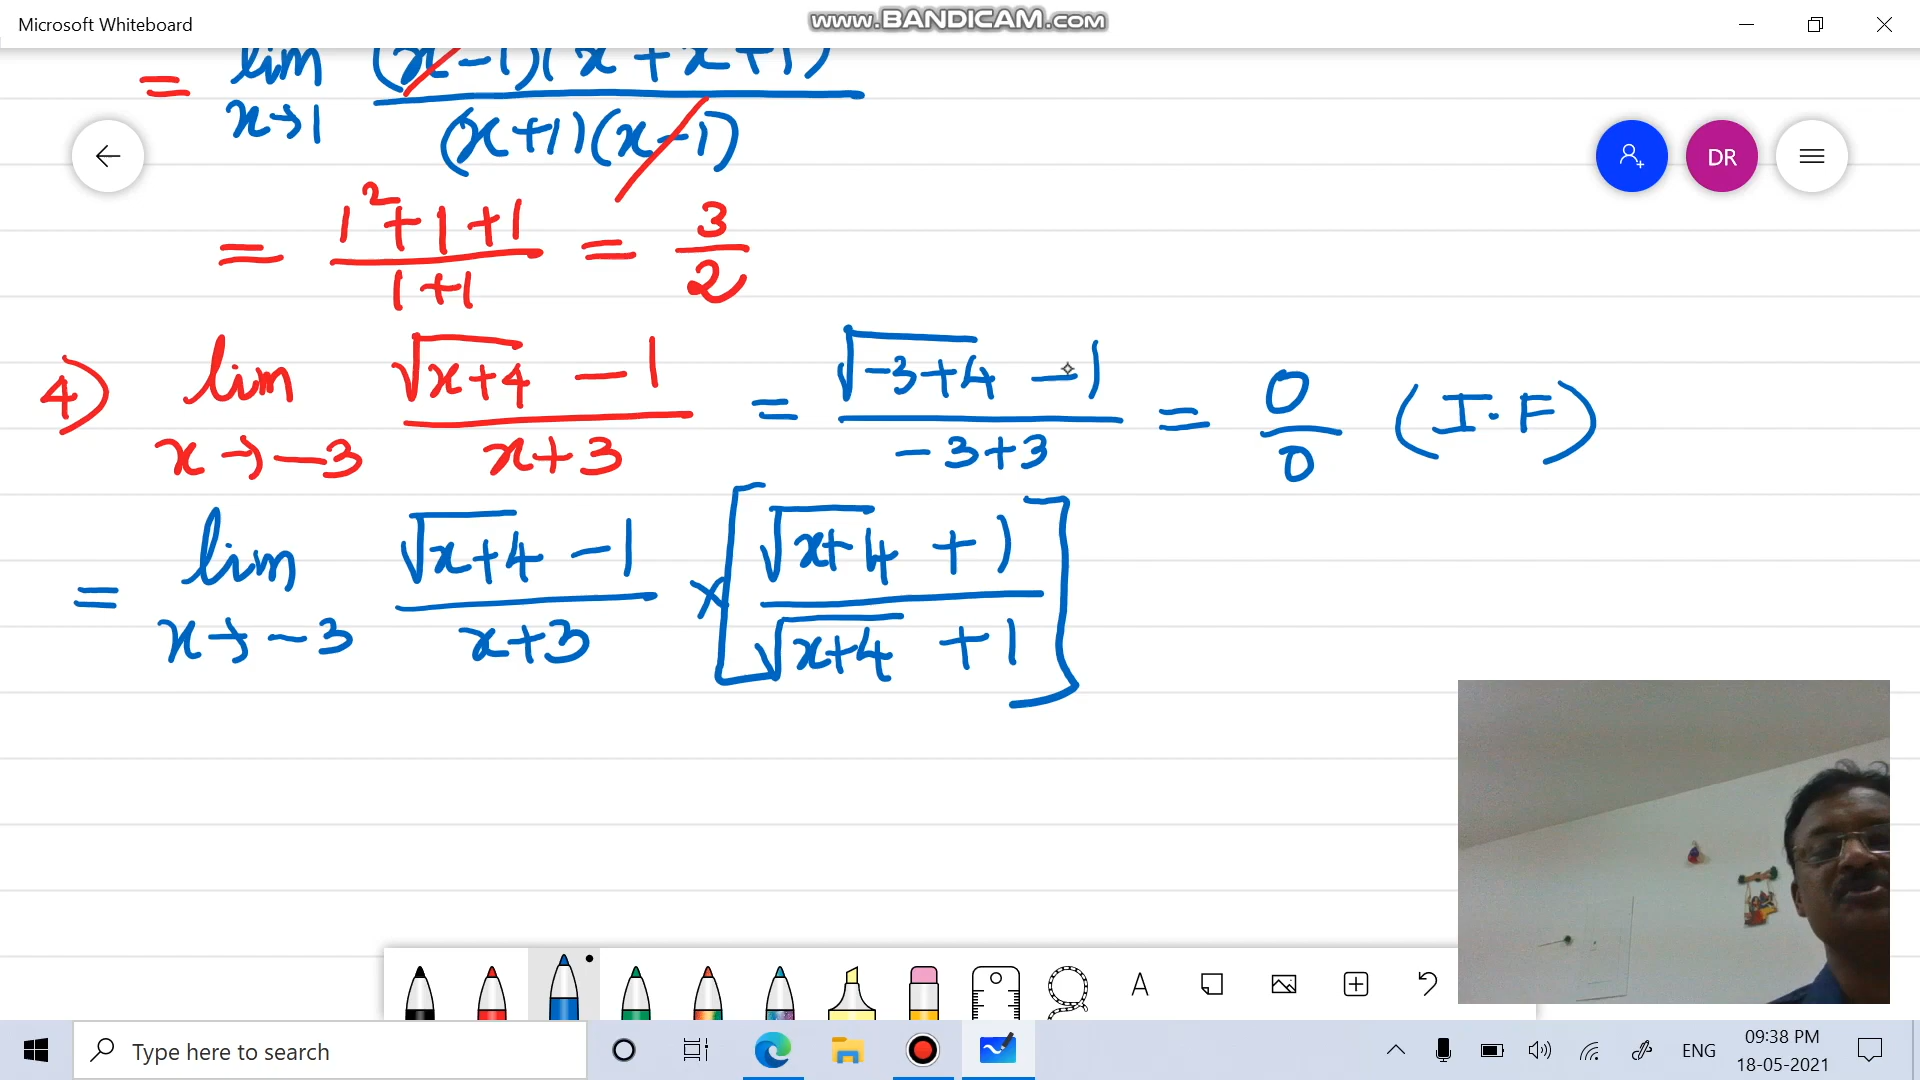 Microsoft Whiteboard
www.BANDICAM.com
= lim x→1 (x-1)(x+x+1) / (x+1)(x-1)
DR
= 1²+1+1 / 1+1 = 3/2
4) lim x→-3 √x+4 - 1 / x+3 = √-3+4 - 1 / -3+3 = 0/0 (I.F)
= lim x→-3 √x+4 - 1 / x+3 × [√x+4 + 1 / √x+4 + 1]
A
Type here to search
ENG
09:38 PM
18-05-2021